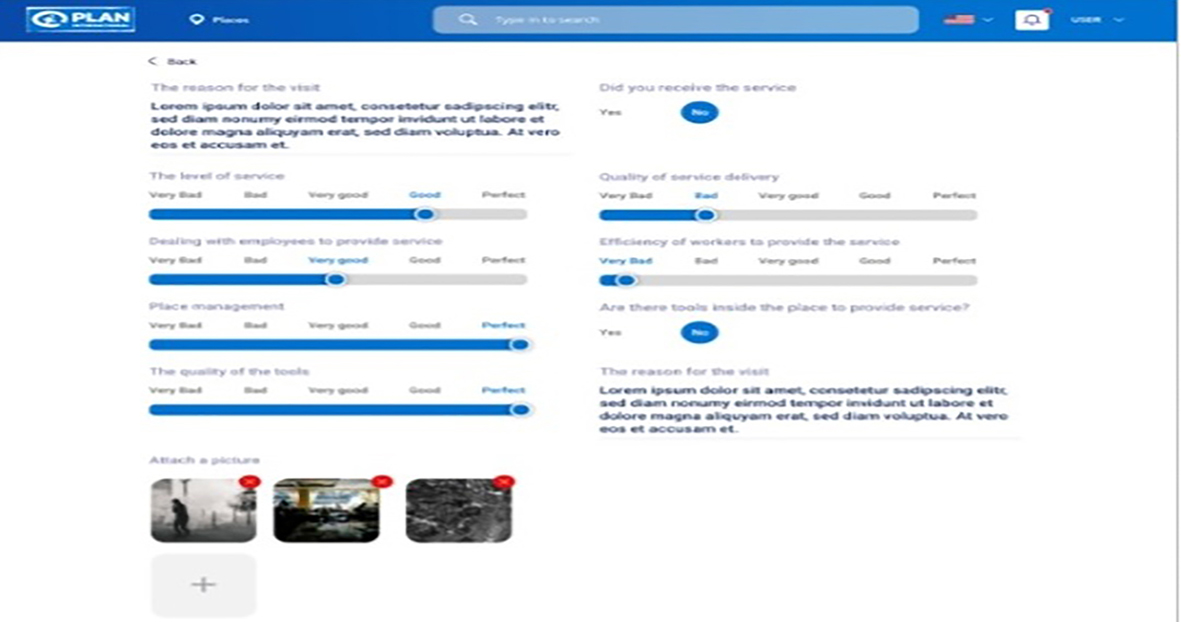 PLAN
INTERNATIONAL
Places
Type in to search
USER
Back
The reason for the visit
Lorem ipsum dolor sit amet, consetetur sadipscing elitr,
sed diam nonumy eirmod tempor invidunt ut labore et
dolore magna aliquyam erat, sed diam voluptua. At vero
eos et accusam et.
Did you receive the service
Yes No
The level of service
Very Bad Bad Very good Good Perfect
Quality of service delivery
Very Bad Bad Very good Good Perfect
Dealing with employees to provide service
Very Bad Bad Very good Good Perfect
Efficiency of workers to provide the service
Very Bad Bad Very good Good Perfect
Place management
Very Bad Bad Very good Good Perfect
Are there tools inside the place to provide service?
Yes No
The quality of the tools
Very Bad Bad Very good Good Perfect
The reason for the visit
Lorem ipsum dolor sit amet, consetetur sadipscing elitr,
sed diam nonumy eirmod tempor invidunt ut labore et
dolore magna aliquyam erat, sed diam voluptua. At vero
eos et accusam et.
Attach a picture